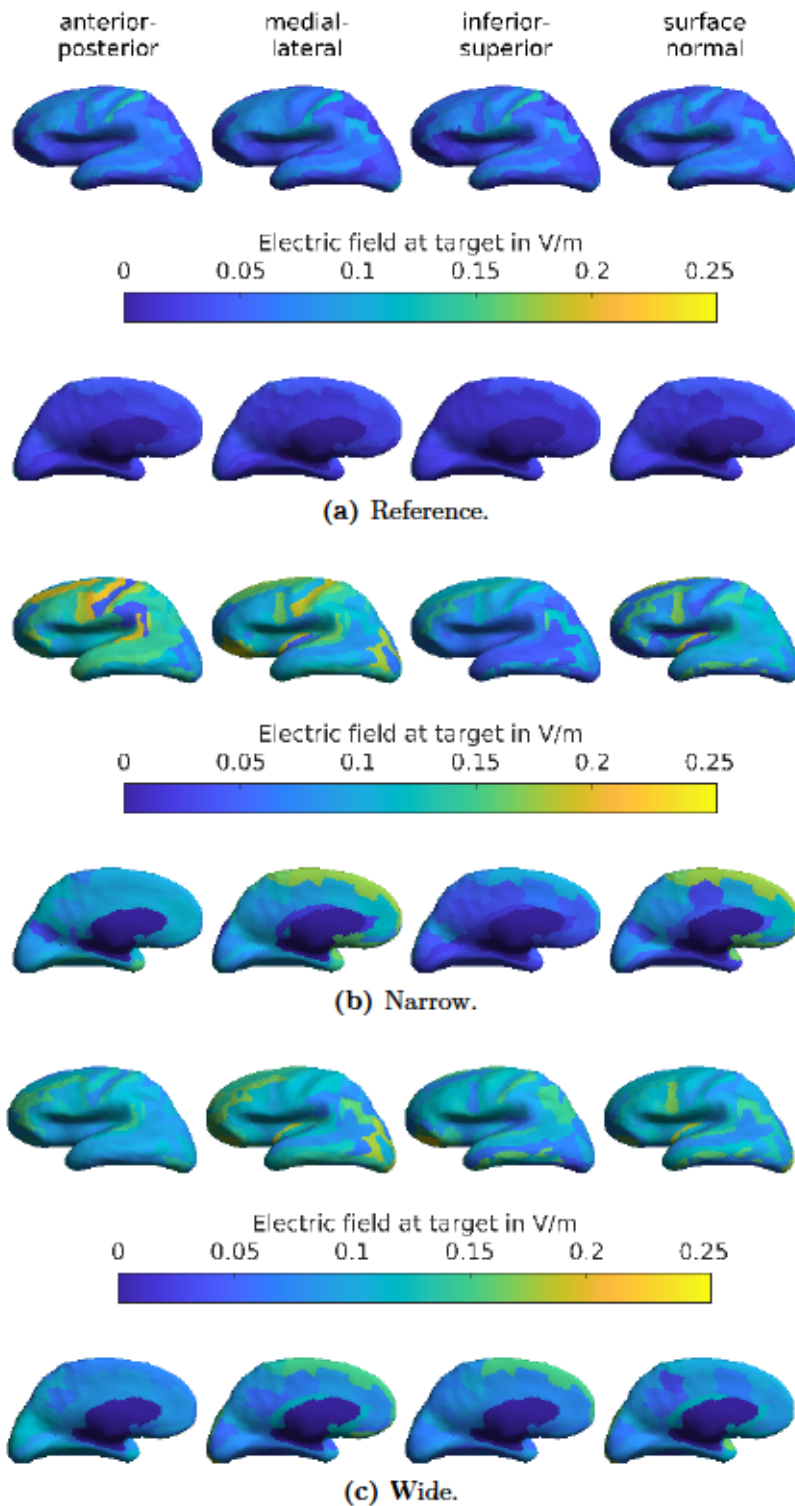 anterior- medial- inferior- surface
posterior lateral superior normal
Electric field at target in V/m
0 0.05 0.1 0.15 0.2 0.25
(a) Reference.
Electric field at target in V/m
0 0.05 0.1 0.15 0.2 0.25
(b) Narrow.
Electric field at target in V/m
0 0.05 0.1 0.15 0.2 0.25
(c) Wide.